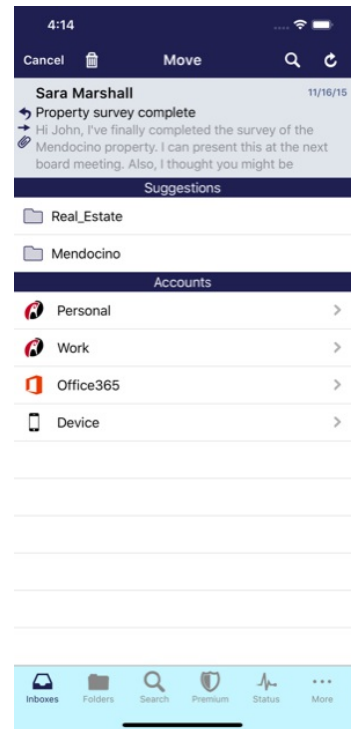 4:14
Cancel Move
Sara Marshall 11/16/15
Property survey complete
Hi John, I've finally completed the survey of the
Mendocino property. I can present this at the next
board meeting. Also, I thought you might be
Suggestions
Real_Estate
Mendocino
Accounts
Personal
Work
Office365
Device
Inboxes Folders Search Premium Status More